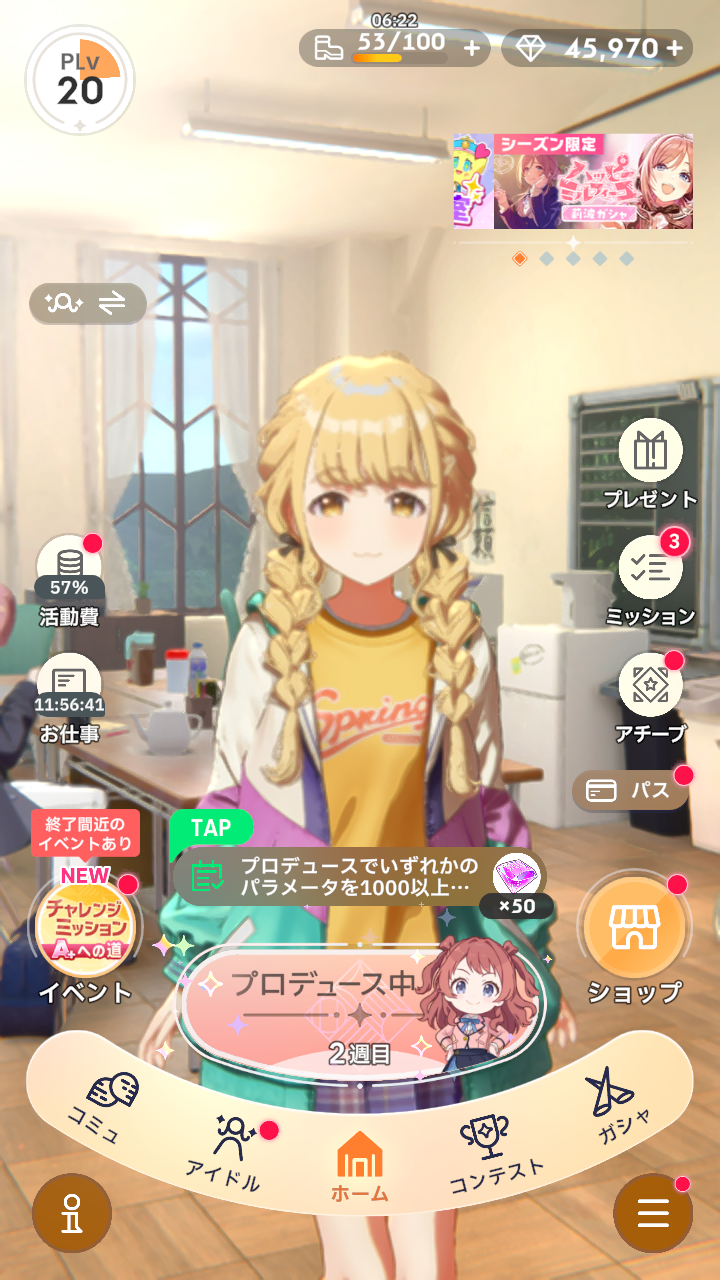 06:22
PLv
20
53/100
45,970
シーズン限定
ハッピー
ミルフィーユ
莉波ガシャ
プレゼント
57%
活動費
3
ミッション
11:56:41
お仕事
アチーブ
パス
Spring
終了間近の
イベントあり
NEW
チャレンジ
ミッション
A+への道
イベント
TAP
プロデュースでいずれかの
パラメータを1000以上…
×50
プロデュース中
2週目
ショップ
コミュ
アイドル
ホーム
コンテスト
ガシャ